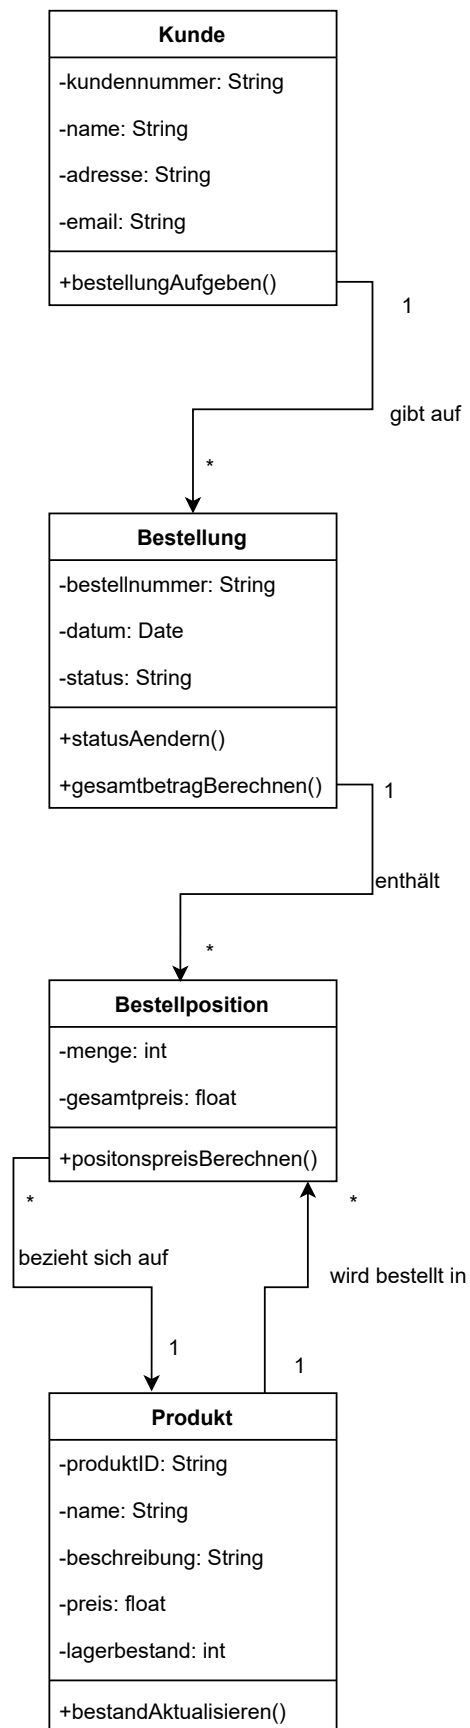 Kunde
-kundennummer: String
-name: String
-adresse: String
-email: String
+bestellungAufgeben()
1
gibt auf
*
Bestellung
-bestellnummer: String
-datum: Date
-status: String
+statusAendern()
+gesamtbetragBerechnen()
1
enthält
*
Bestellposition
-menge: int
-gesamtpreis: float
+positonspreisBerechnen()
*
*
bezieht sich auf
wird bestellt in
1
1
Produkt
-produktID: String
-name: String
-beschreibung: String
-preis: float
-lagerbestand: int
+bestandAktualisieren()